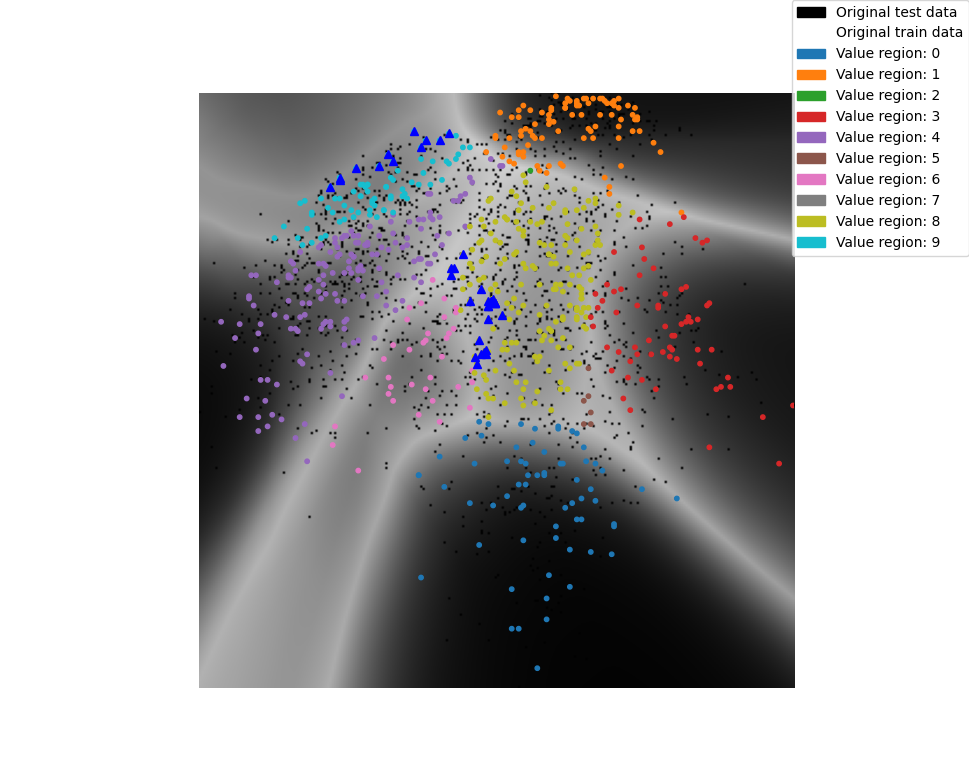 Original test data
Original train data
Value region: 0
Value region: 1
Value region: 2
Value region: 3
Value region: 4
Value region: 5
Value region: 6
Value region: 7
Value region: 8
Value region: 9